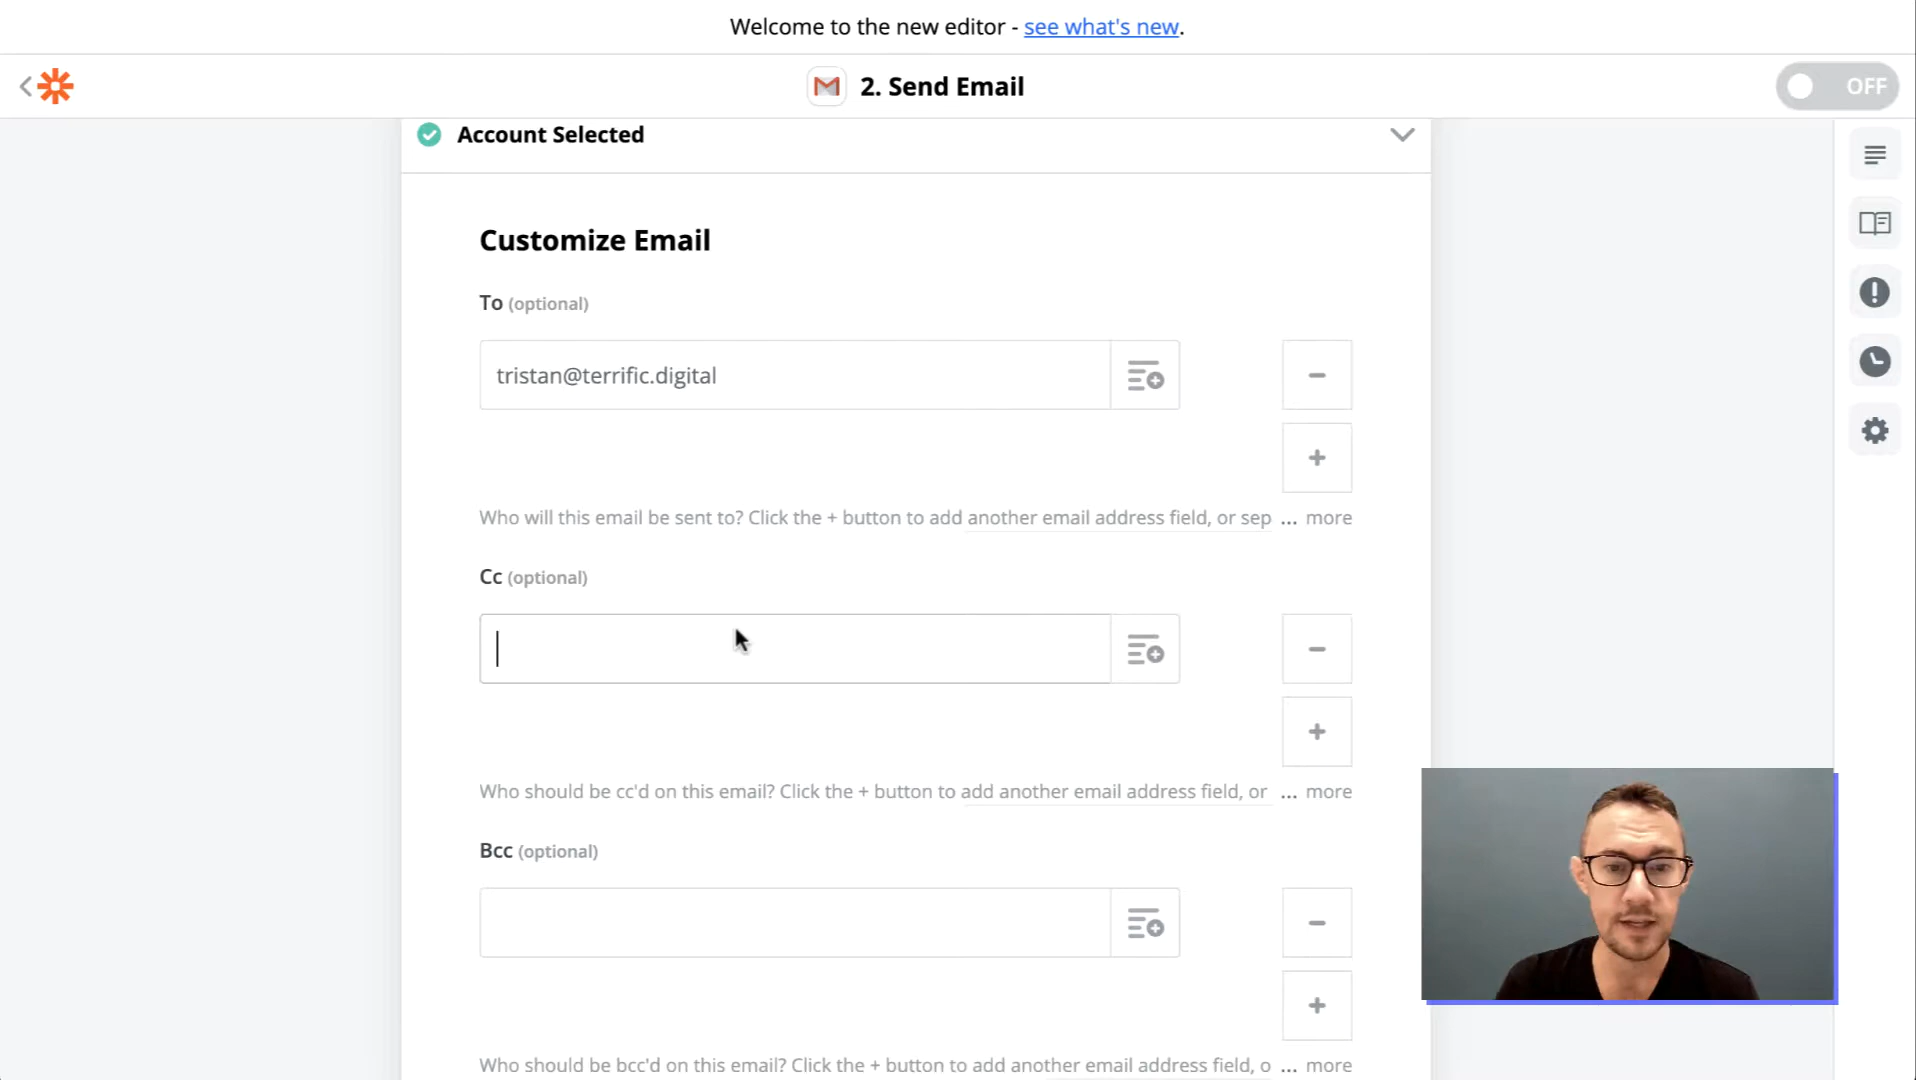 Welcome to the new editor - see what's new.
2. Send Email
OFF
Account Selected
Customize Email
To (optional)
tristan@terrific.digital
Who will this email be sent to? Click the + button to add another email address field, or sep ... more
Cc (optional)
Who should be cc'd on this email? Click the + button to add another email address field, or ... more
Bcc (optional)
Who should be bcc'd on this email? Click the + button to add another email address field, o ... more